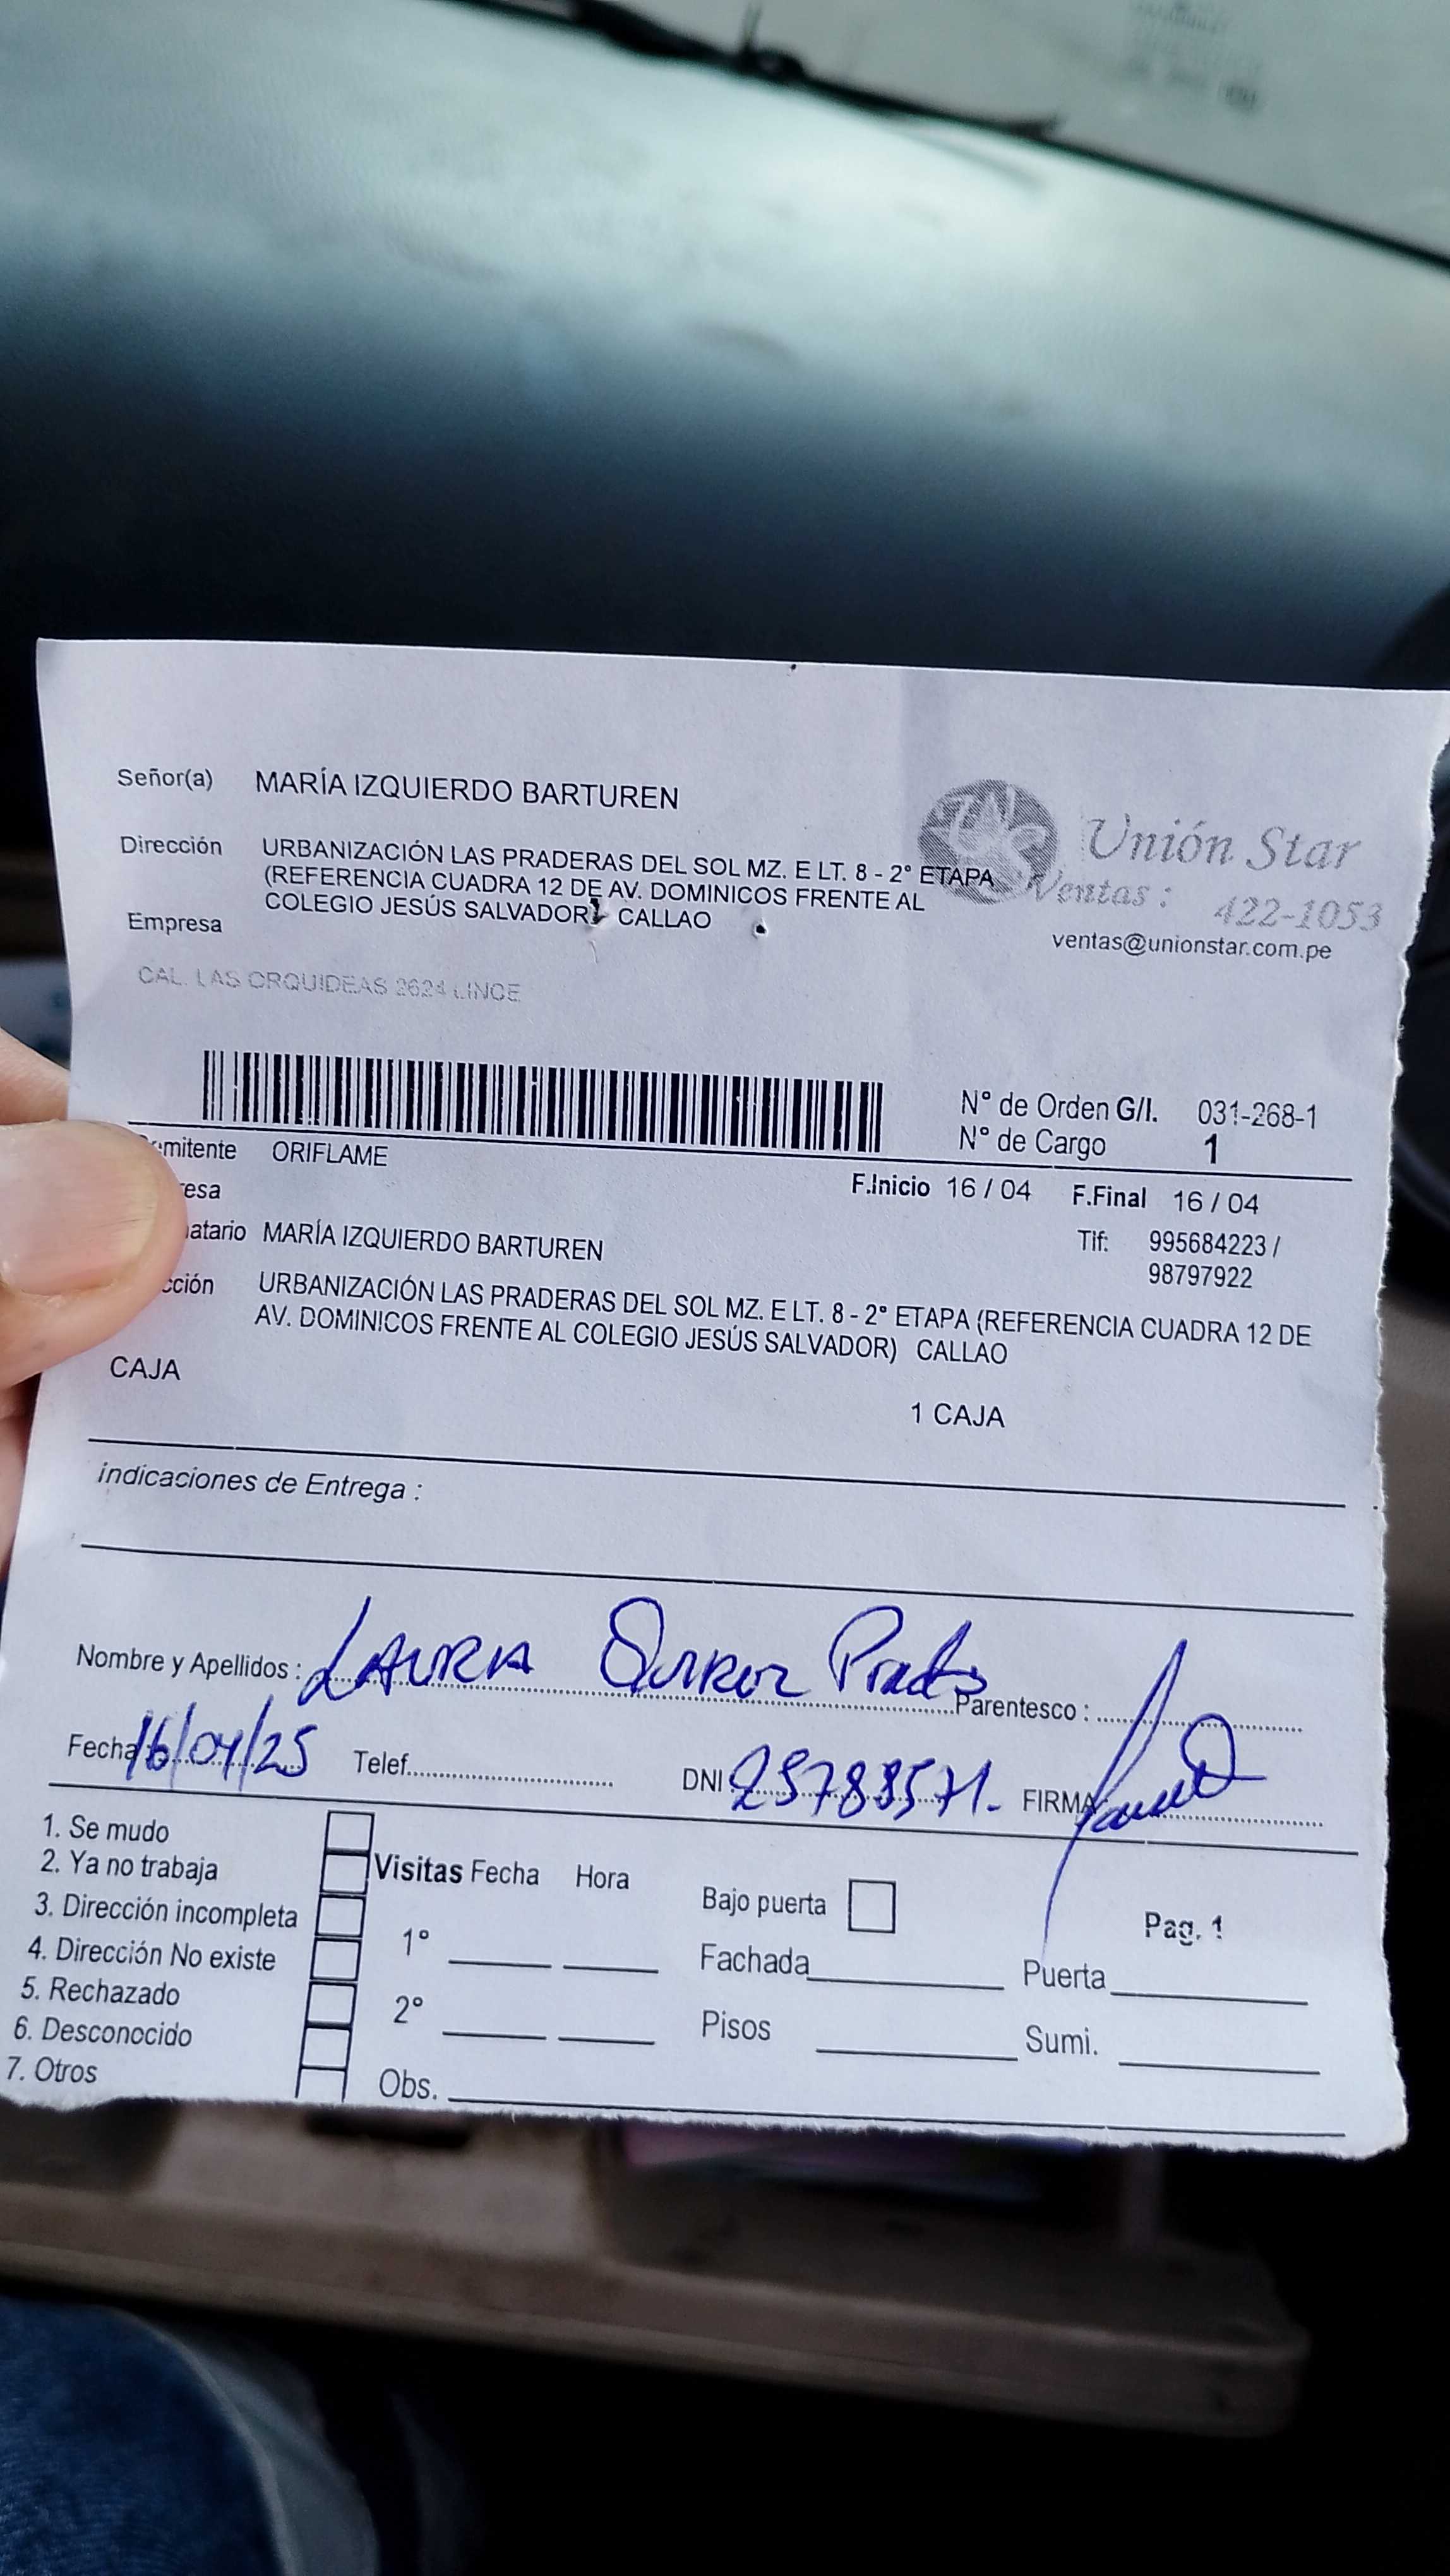 Señor(a) MARÍA IZQUIERDO BARTUREN
Dirección URBANIZACIÓN LAS PRADERAS DEL SOL MZ. E LT. 8 - 2° ETAPA
(REFERENCIA CUADRA 12 DE AV. DOMINICOS FRENTE AL
COLEGIO JESÚS SALVADOR) CALLAO
Empresa
Unión Star
Ventas : 422-1053
ventas@unionstar.com.pe
CAL. LAS ORQUIDEAS 2624 LINCE
N° de Orden G/I. 031-268-1
N° de Cargo 1
mitente ORIFLAME
resa
F.Inicio 16 / 04 F.Final 16 / 04
atario MARÍA IZQUIERDO BARTUREN
Tlf: 995684223 /
98797922
cción URBANIZACIÓN LAS PRADERAS DEL SOL MZ. E LT. 8 - 2° ETAPA (REFERENCIA CUADRA 12 DE
AV. DOMINICOS FRENTE AL COLEGIO JESÚS SALVADOR) CALLAO
CAJA
1 CAJA
indicaciones de Entrega :
Nombre y Apellidos : LAURA Prado Parentesco :
Fecha 16/04/25 Telef. DNI 25788571. FIRMA
1. Se mudo
2. Ya no trabaja
3. Dirección incompleta
4. Dirección No existe
5. Rechazado
6. Desconocido
7. Otros
Visitas Fecha Hora
1°
2°
Obs.
Bajo puerta
Fachada
Pisos
Pag. 1
Puerta
Sumi.